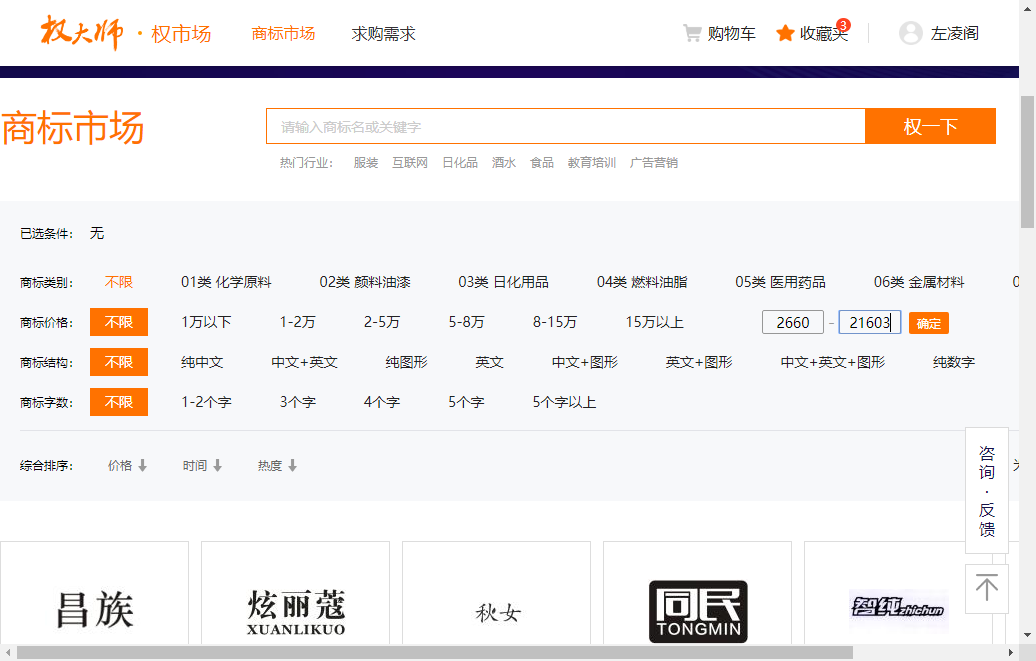 权大师 · 权市场 商标市场 求购需求 购物车 收藏夹 3 左凌阁
商标市场 请输入商标名或关键字 权一下
热门行业： 服装 互联网 日化品 酒水 食品 教育培训 广告营销
已选条件： 无
商标类别： 不限 01类 化学原料 02类 颜料油漆 03类 日化用品 04类 燃料油脂 05类 医用药品 06类 金属材料
商标价格： 不限 1万以下 1-2万 2-5万 5-8万 8-15万 15万以上 2660 - 21603 确定
商标结构： 不限 纯中文 中文+英文 纯图形 英文 中文+图形 英文+图形 中文+英文+图形 纯数字
商标字数： 不限 1-2个字 3个字 4个字 5个字 5个字以上
综合排序： 价格 时间 热度
咨询·反馈
昌族 炫丽蔻 秋女 同民 智纯zhichun
XUANLIKUO TONGMIN